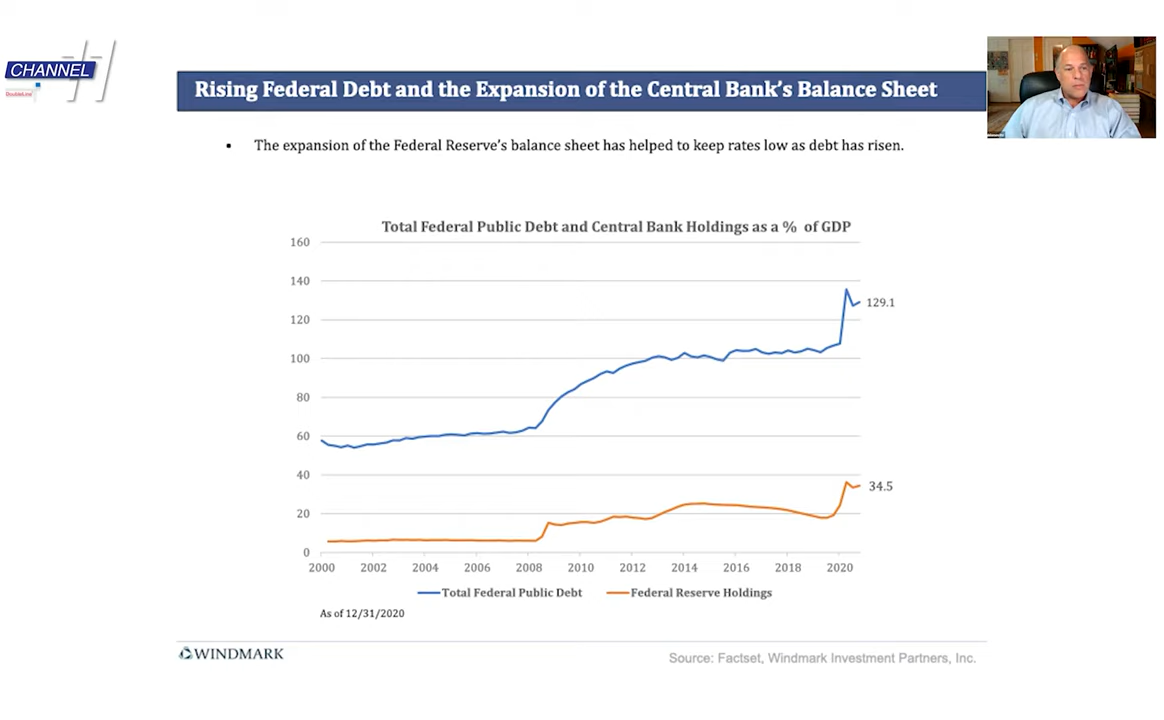 CHANNEL 11
DoubleLine
Rising Federal Debt and the Expansion of the Central Bank's Balance Sheet
▪ The expansion of the Federal Reserve's balance sheet has helped to keep rates low as debt has risen.
Total Federal Public Debt and Central Bank Holdings as a % of GDP
160
140
120
100
80
60
40
20
0
129.1
34.5
2000 2002 2004 2006 2008 2010 2012 2014 2016 2018 2020
Total Federal Public Debt Federal Reserve Holdings
As of 12/31/2020
WINDMARK
Source: Factset, Windmark Investment Partners, Inc.